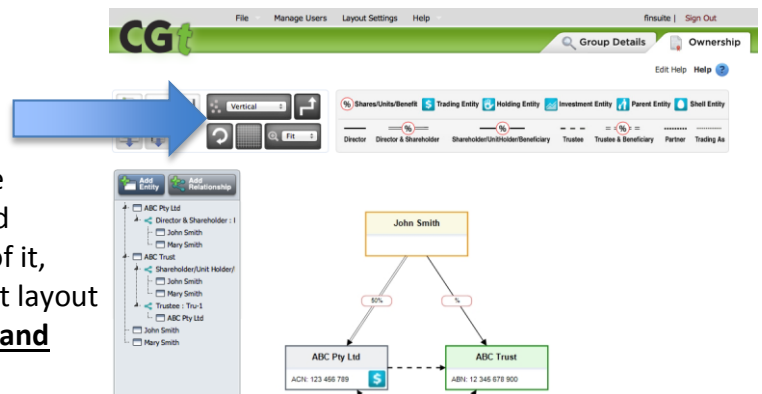 CGt
File Manage Users Layout Settings Help finsuite | Sign Out
Group Details Ownership
Edit Help Help ?
Vertical
Fit
% Shares/Units/Benefit $ Trading Entity Holding Entity Investment Entity Parent Entity Shell Entity
% % %
Director Director & Shareholder Shareholder/UnitHolder/Beneficiary Trustee Trustee & Beneficiary Partner Trading As
e
d
of it,
t layout
and
Add Entity Add Relationship
ABC Pty Ltd
Director & Shareholder : I
John Smith
Mary Smith
ABC Trust
Shareholder/Unit Holder/
John Smith
Mary Smith
Trustee : Tru-1
ABC Pty Ltd
John Smith
Mary Smith
John Smith
50% %
ABC Pty Ltd ABC Trust
ACN: 123 456 789 $ ABN: 12 345 678 900